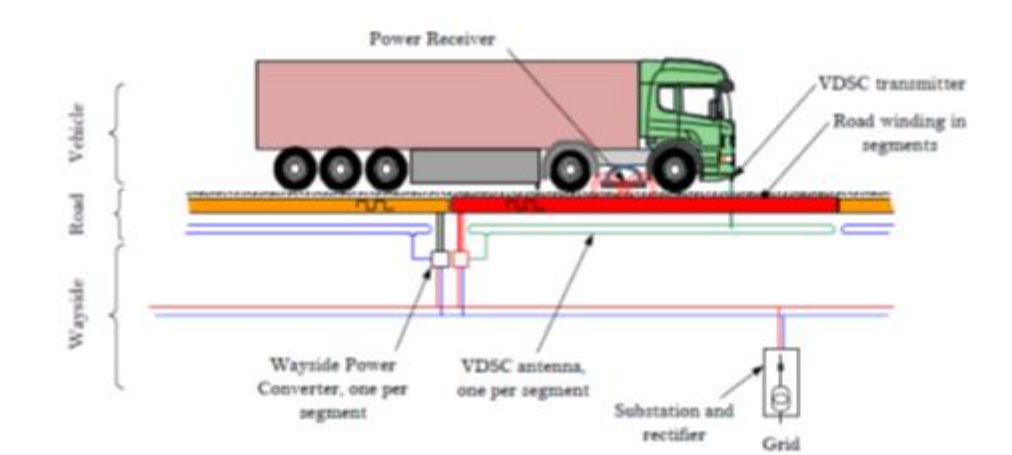 Power Receiver
VDSC transmitter
Road winding in
segments
Vehicle
Road
Wayside
Wayside Power
Converter, one per
segment
VDSC antenna,
one per segment
Substation and
rectifier
Grid